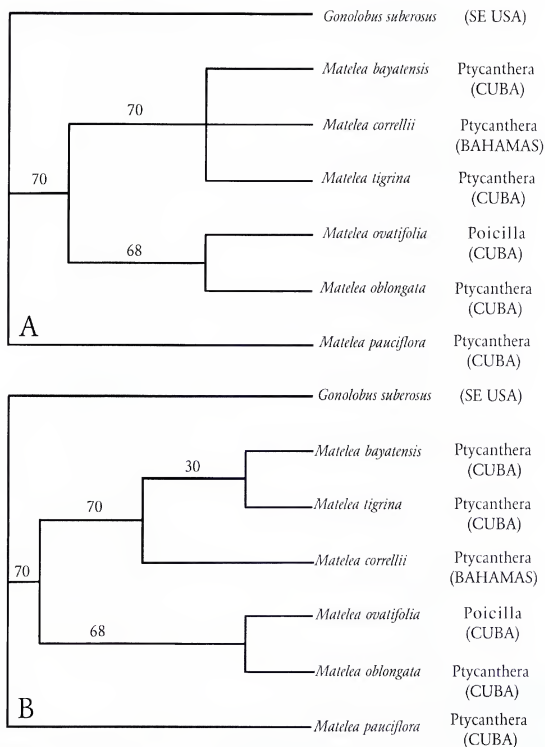 Gonolobus suberosus (SE USA)
Matelea bayatensis Ptycanthera
(CUBA)
70
Matelea correllii Ptycanthera
(BAHAMAS)
70
Matelea tigrina Ptycanthera
(CUBA)
Matelea ovatifolia Poicilla
(CUBA)
68
Matelea oblongata Ptycanthera
(CUBA)
A
Matelea pauciflora Ptycanthera
(CUBA)
Gonolobus suberosus (SE USA)
Matelea bayatensis Ptycanthera
(CUBA)
30
Matelea tigrina Ptycanthera
(CUBA)
70
Matelea correllii Ptycanthera
(BAHAMAS)
70
Matelea ovatifolia Poicilla
(CUBA)
68
Matelea oblongata Ptycanthera
(CUBA)
B
Matelea pauciflora Ptycanthera
(CUBA)